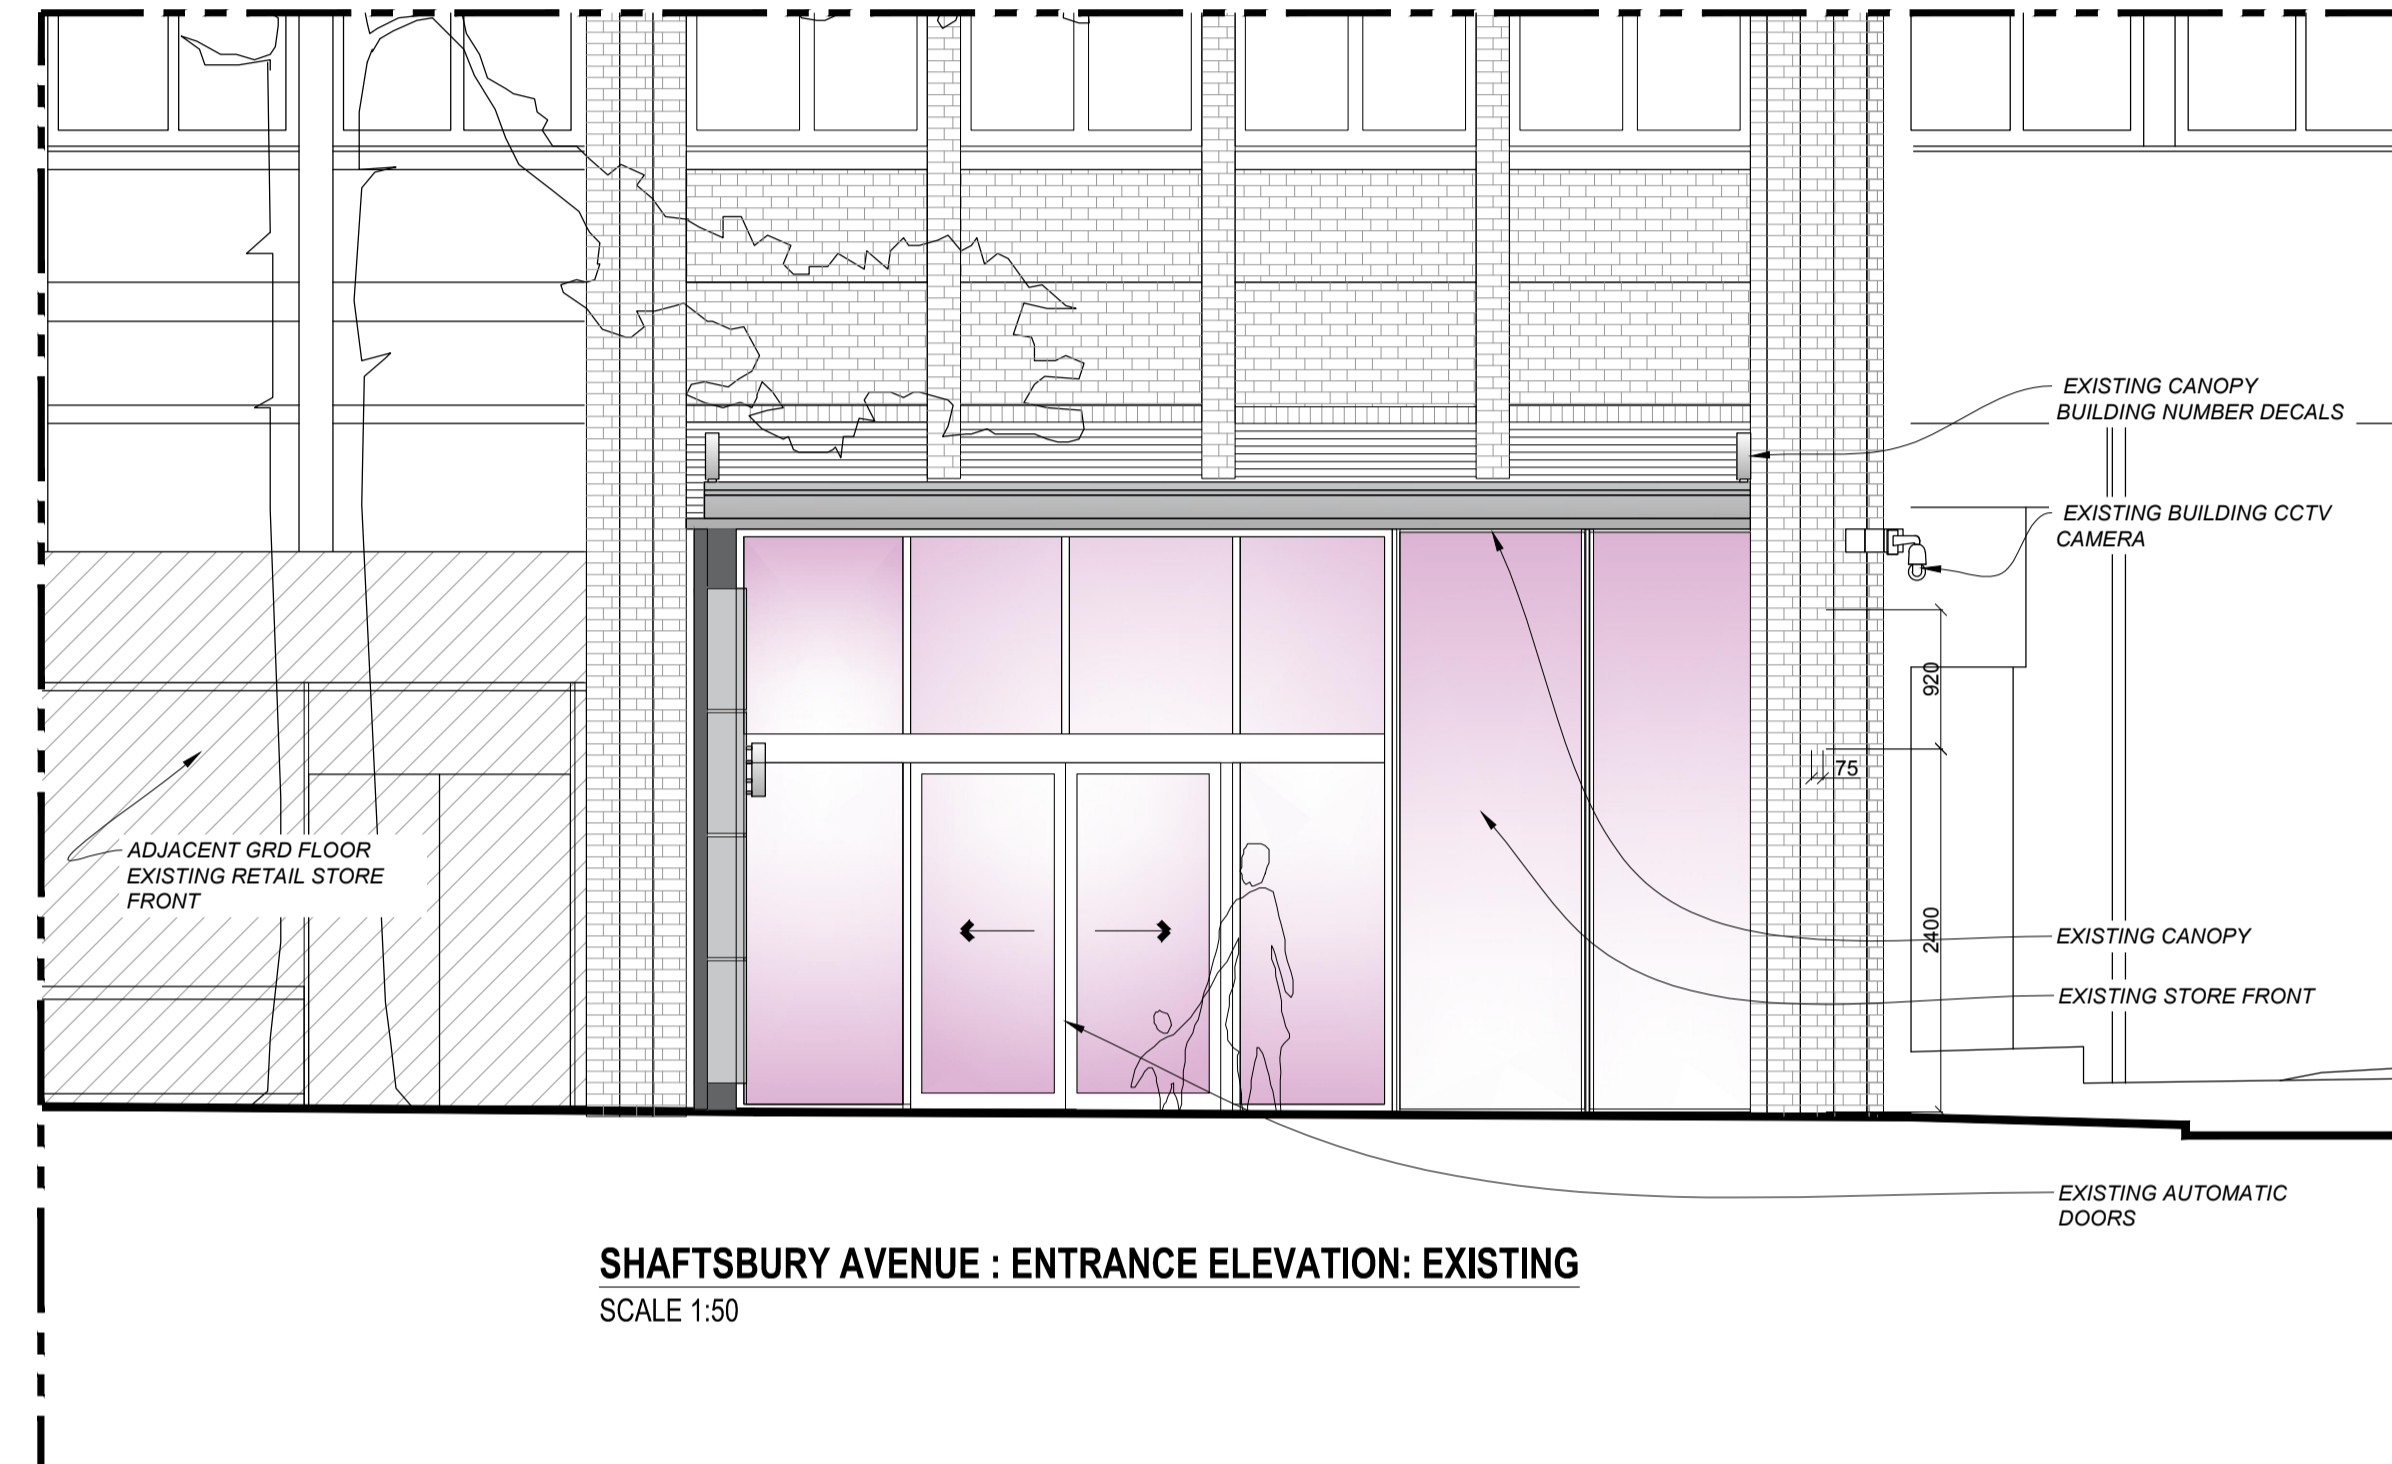 EXISTING CANOPY
BUILDING NUMBER DECALS
EXISTING BUILDING CCTV
CAMERA
920
75
ADJACENT GRD FLOOR
EXISTING RETAIL STORE
FRONT
2400
EXISTING CANOPY
EXISTING STORE FRONT
EXISTING AUTOMATIC
DOORS
SHAFTSBURY AVENUE : ENTRANCE ELEVATION: EXISTING
SCALE 1:50